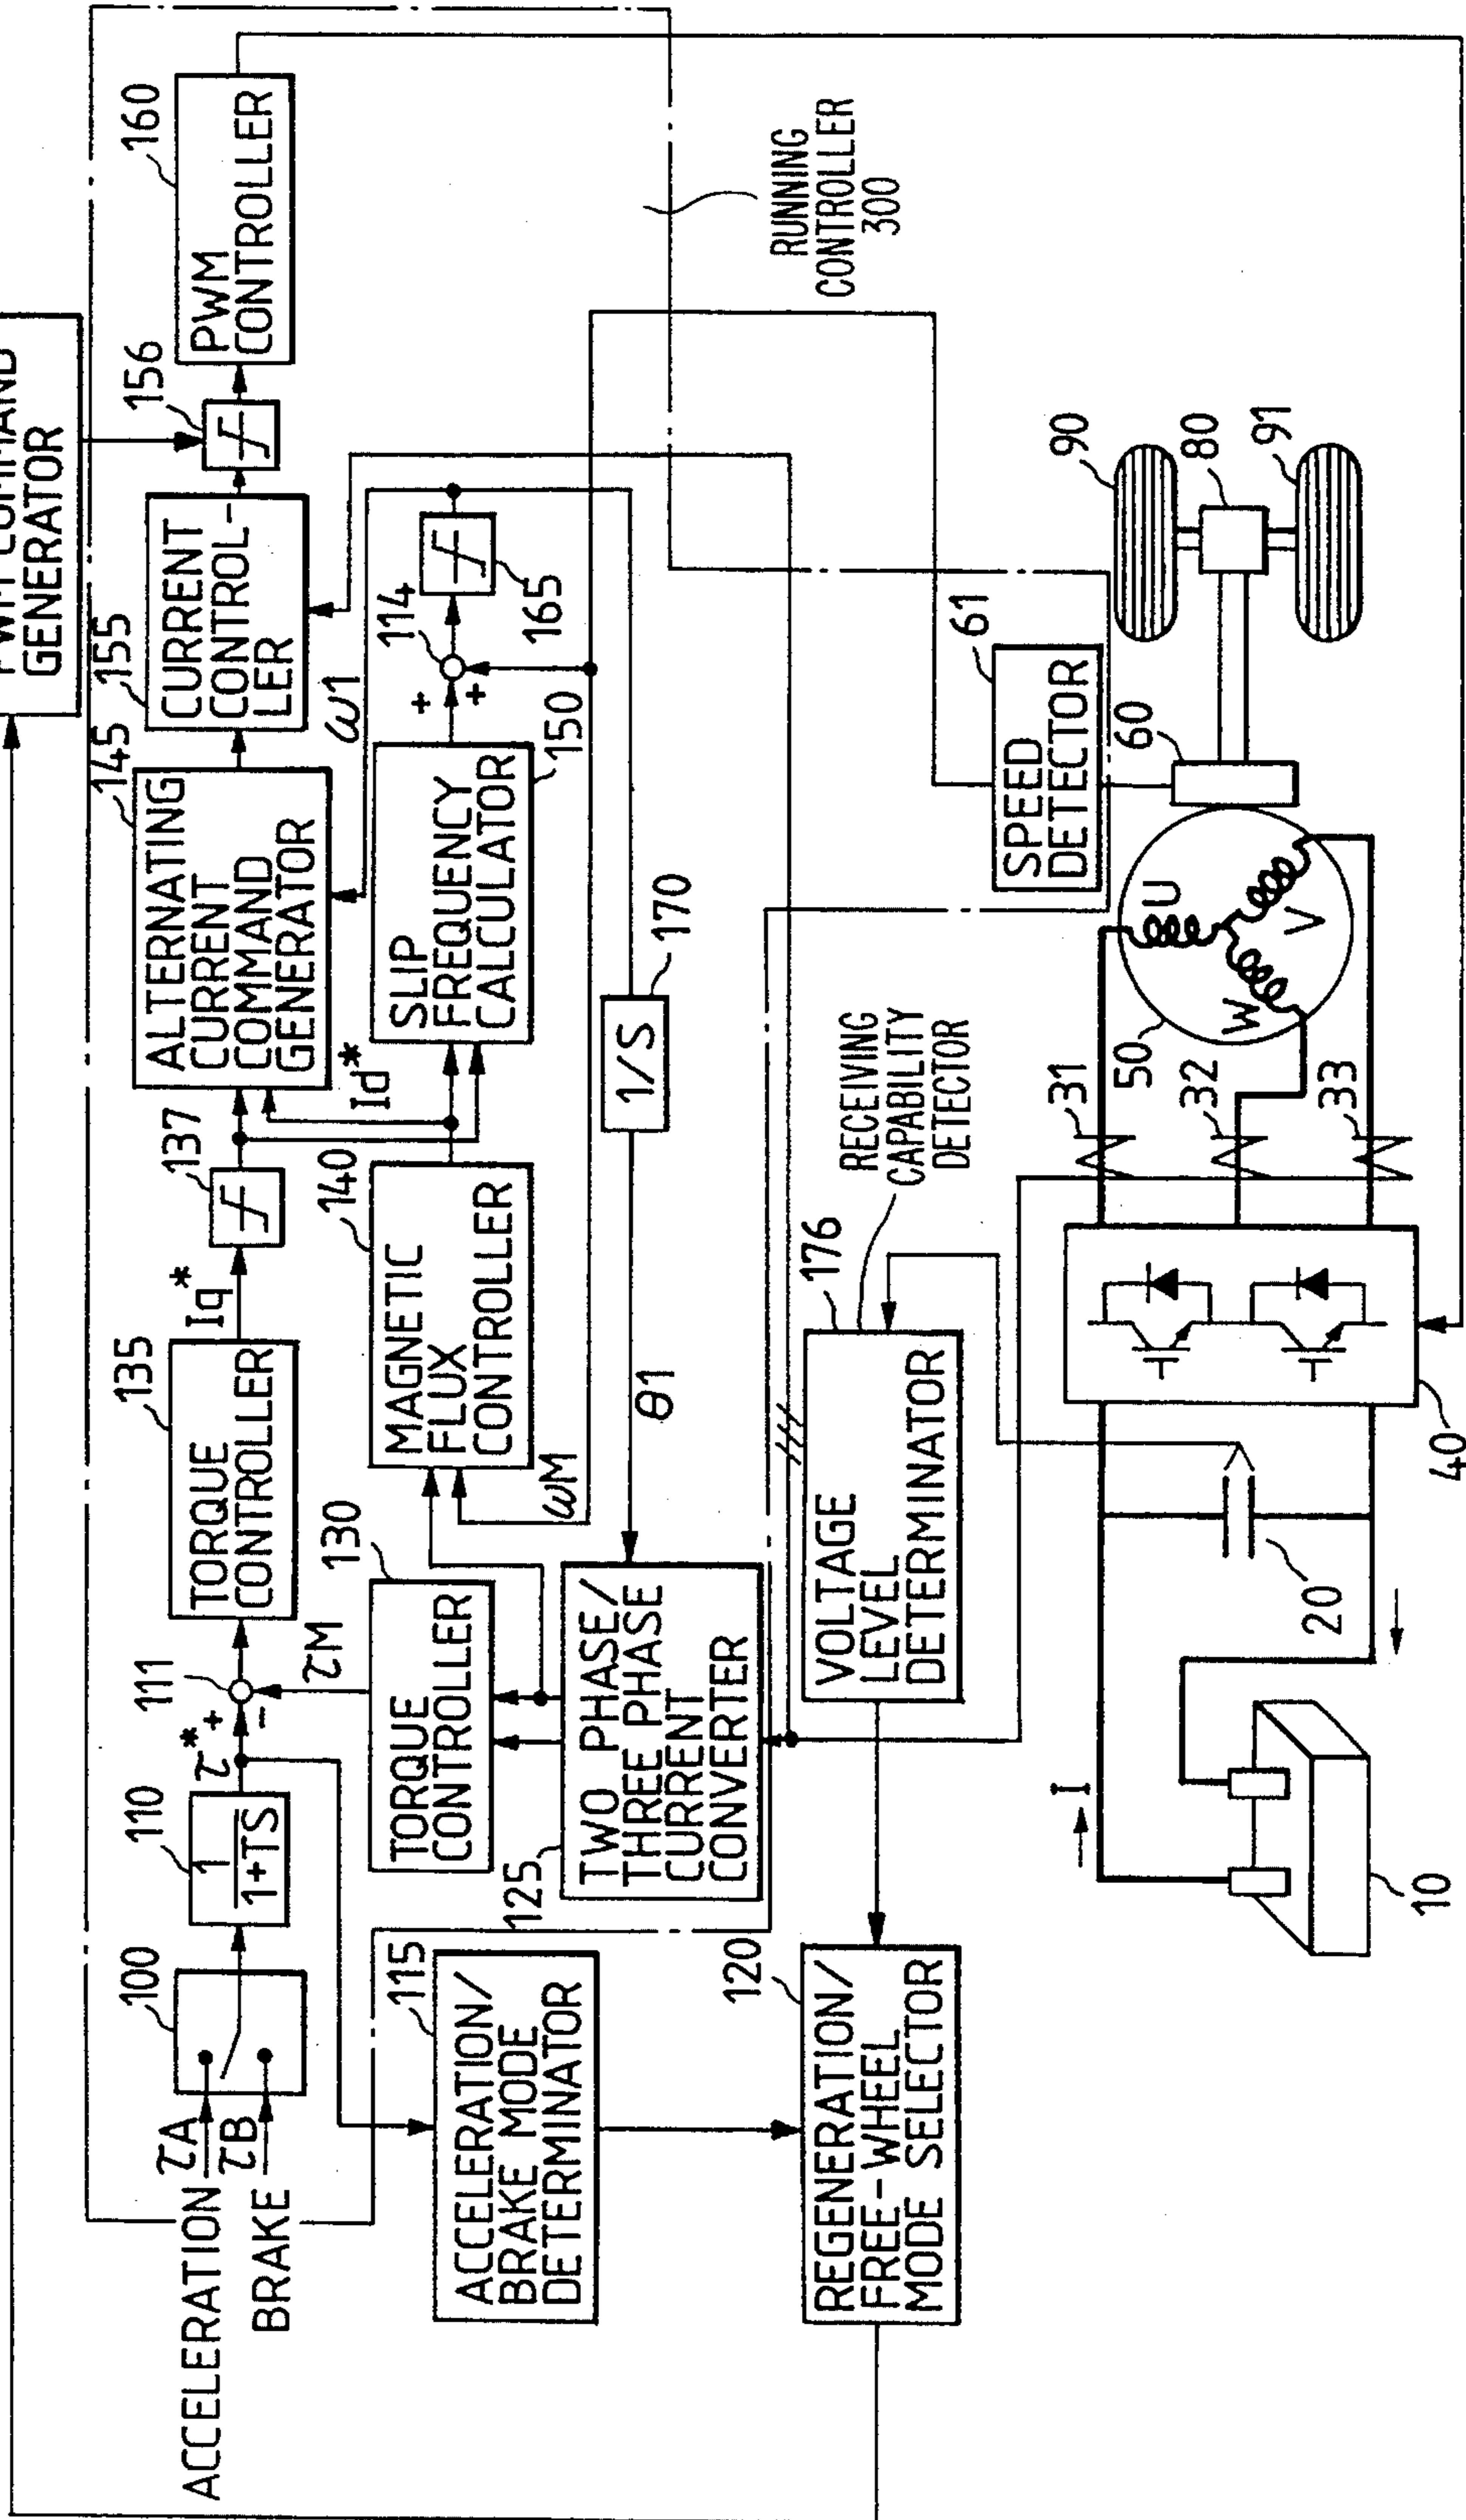 GENERATOR
ACCELERATION
τA
τB
BRAKE
100
110
1
1+TS
τ*
+
-
111
τM
135
TORQUE
CONTROLLER
Iq*
137
145
ALTERNATING
CURRENT
COMMAND
GENERATOR
155
CURRENT
CONTROL-
LER
156
160
PWM
CONTROLLER
130
TORQUE
CONTROLLER
140
MAGNETIC
FLUX
CONTROLLER
ωM
Id*
SLIP
FREQUENCY
CALCULATOR
150
ω1
+
+
114
165
115
ACCELERATION/
BRAKE MODE
DETERMINATOR
125
TWO PHASE/
THREE PHASE
CURRENT
CONVERTER
θ1
1/S
170
RUNNING
CONTROLLER
300
120
REGENERATION/
FREE-WHEEL
MODE SELECTOR
VOLTAGE
LEVEL
DETERMINATOR
176
RECEIVING
CAPABILITY
DETECTOR
SPEED
DETECTOR
61
10
I
20
40
31
32
33
50
U
V
W
60
90
80
91